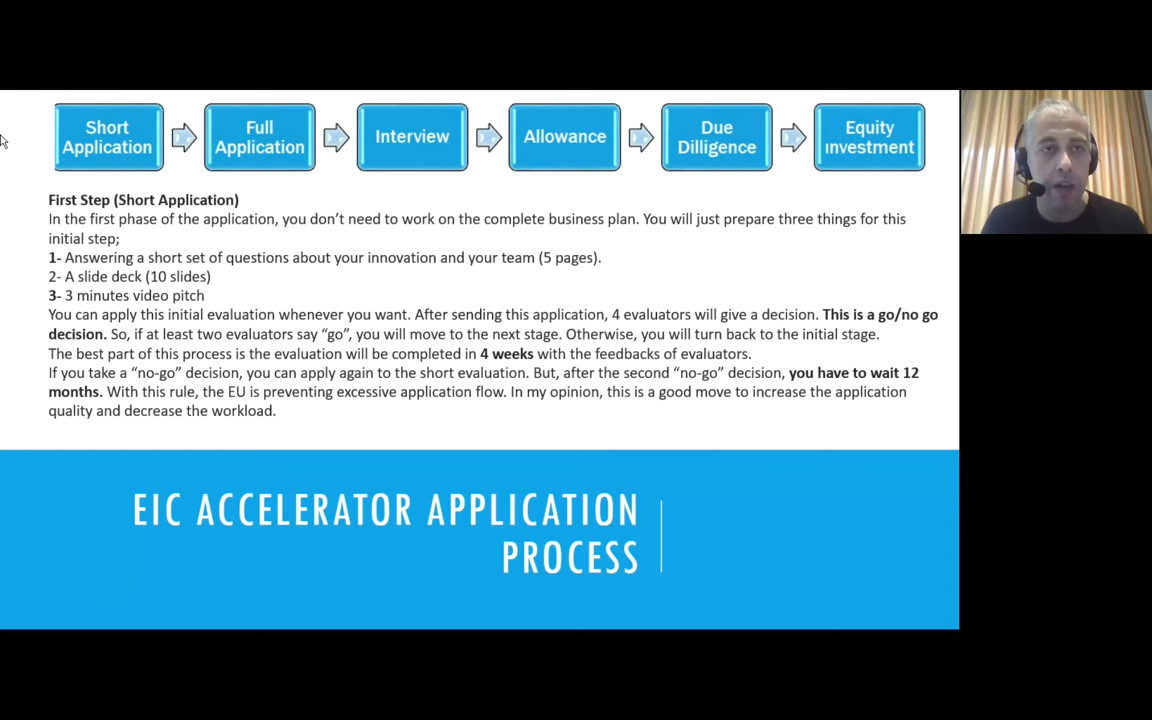 Short
Application
Full
Application
Interview
Allowance
Due
Dilligence
Equity
investment
First Step (Short Application)
In the first phase of the application, you don’t need to work on the complete business plan. You will just prepare three things for this
initial step;
1- Answering a short set of questions about your innovation and your team (5 pages).
2- A slide deck (10 slides)
3- 3 minutes video pitch
You can apply this initial evaluation whenever you want. After sending this application, 4 evaluators will give a decision. This is a go/no go
decision. So, if at least two evaluators say “go”, you will move to the next stage. Otherwise, you will turn back to the initial stage.
The best part of this process is the evaluation will be completed in 4 weeks with the feedbacks of evaluators.
If you take a “no-go” decision, you can apply again to the short evaluation. But, after the second “no-go” decision, you have to wait 12
months. With this rule, the EU is preventing excessive application flow. In my opinion, this is a good move to increase the application
quality and decrease the workload.
EIC ACCELERATOR APPLICATION
PROCESS